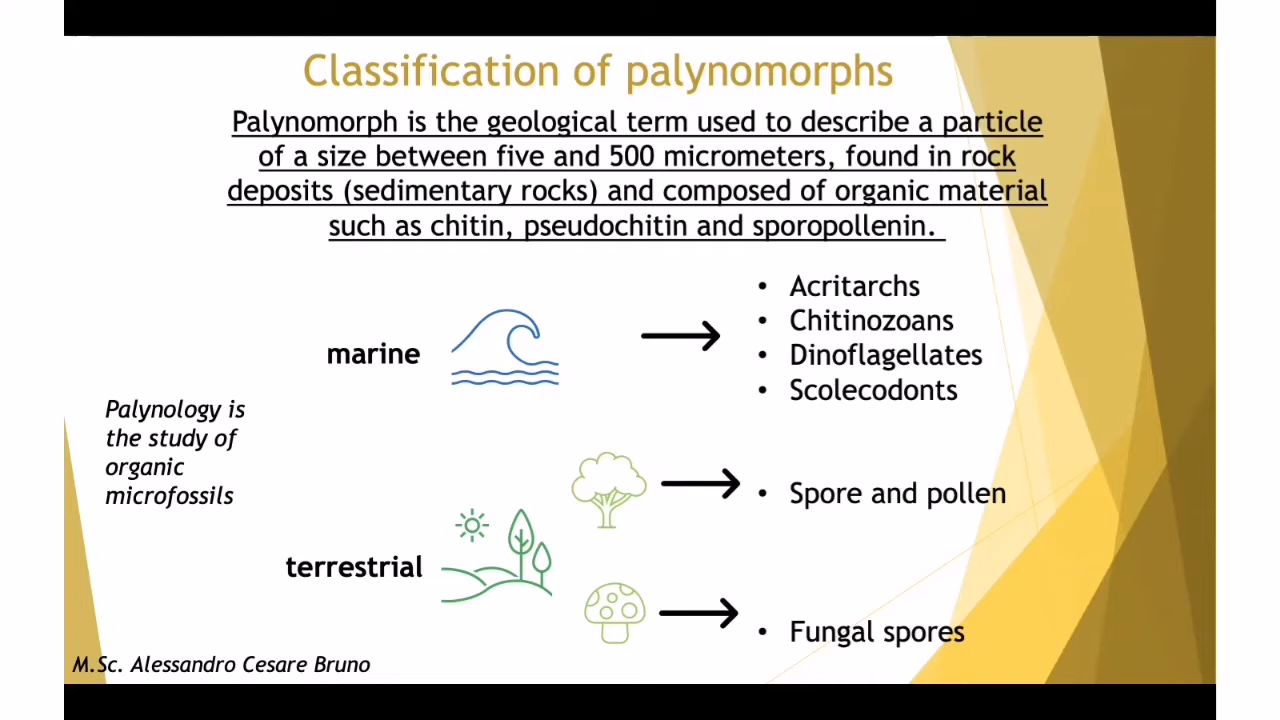 Classification of palynomorphs
Palynomorph is the geological term used to describe a particle
of a size between five and 500 micrometers, found in rock
deposits (sedimentary rocks) and composed of organic material
such as chitin, pseudochitin and sporopollenin.
• Acritarchs
• Chitinozoans
• Dinoflagellates
• Scolecodonts
marine
Palynology is
the study of
organic
microfossils
• Spore and pollen
terrestrial
• Fungal spores
M.Sc. Alessandro Cesare Bruno